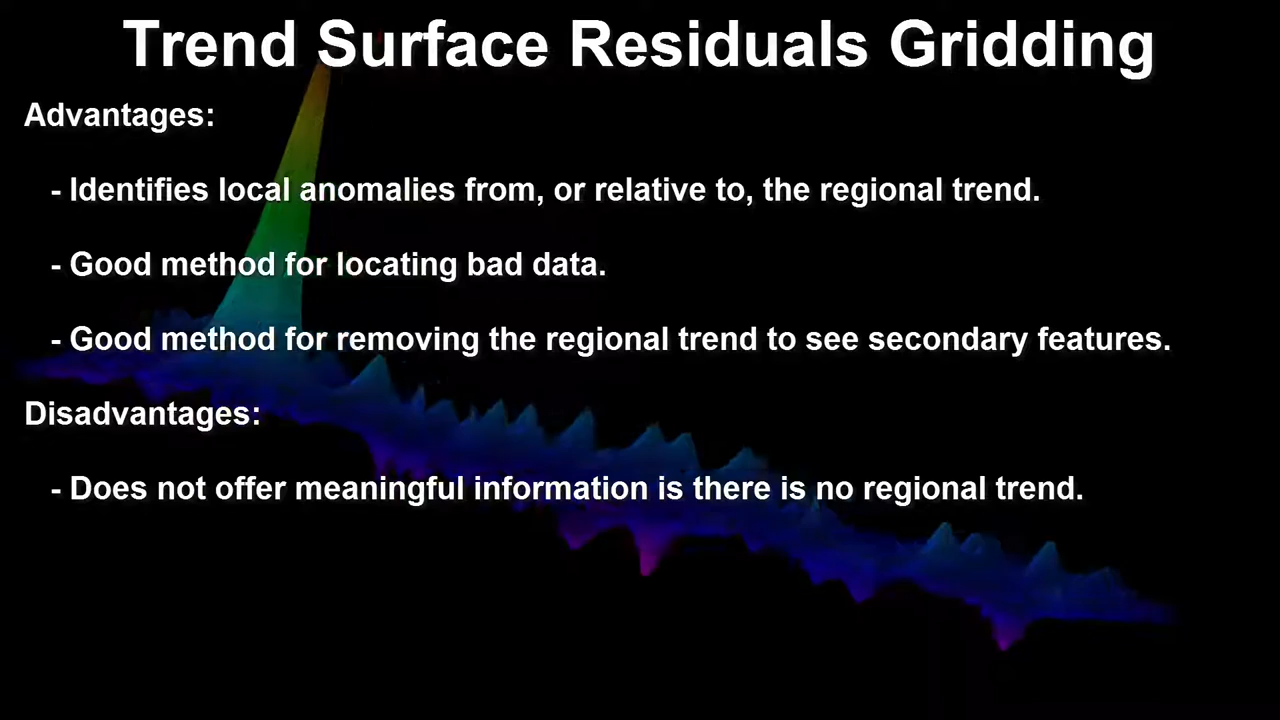 Trend Surface Residuals Gridding
Advantages:
- Identifies local anomalies from, or relative to, the regional trend.
- Good method for locating bad data.
- Good method for removing the regional trend to see secondary features.
Disadvantages:
- Does not offer meaningful information is there is no regional trend.